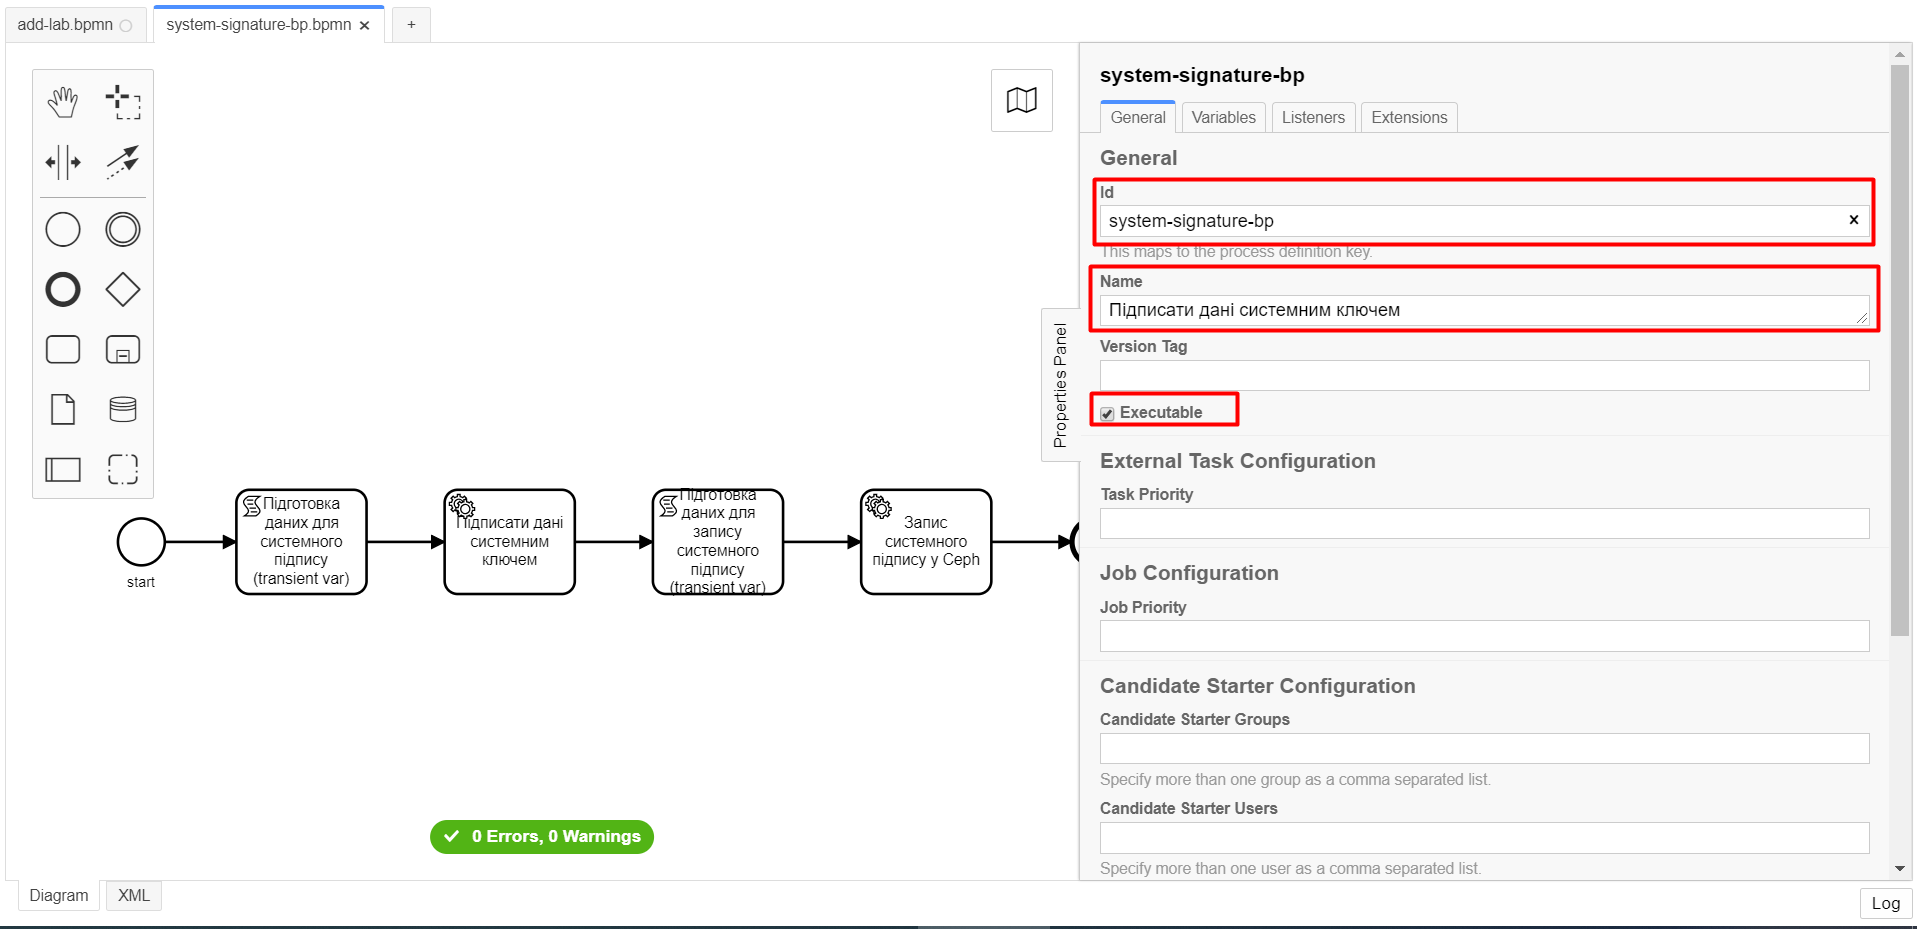 add-lab.bpmn
system-signature-bp.bpmn ×
+
start
Підготовка
даних для
системного
підпису
(transient var)
Підписати дані
системним
ключем
Підготовка
даних для
запису
системного
підпису
(transient var)
Запис
системного
підпису у Ceph
0 Errors, 0 Warnings
Properties Panel
system-signature-bp
General
Variables
Listeners
Extensions
General
Id
system-signature-bp ×
This maps to the process definition key.
Name
Підписати дані системним ключем
Version Tag
Executable
External Task Configuration
Task Priority
Job Configuration
Job Priority
Candidate Starter Configuration
Candidate Starter Groups
Specify more than one group as a comma separated list.
Candidate Starter Users
Specify more than one user as a comma separated list.
Diagram
XML
Log